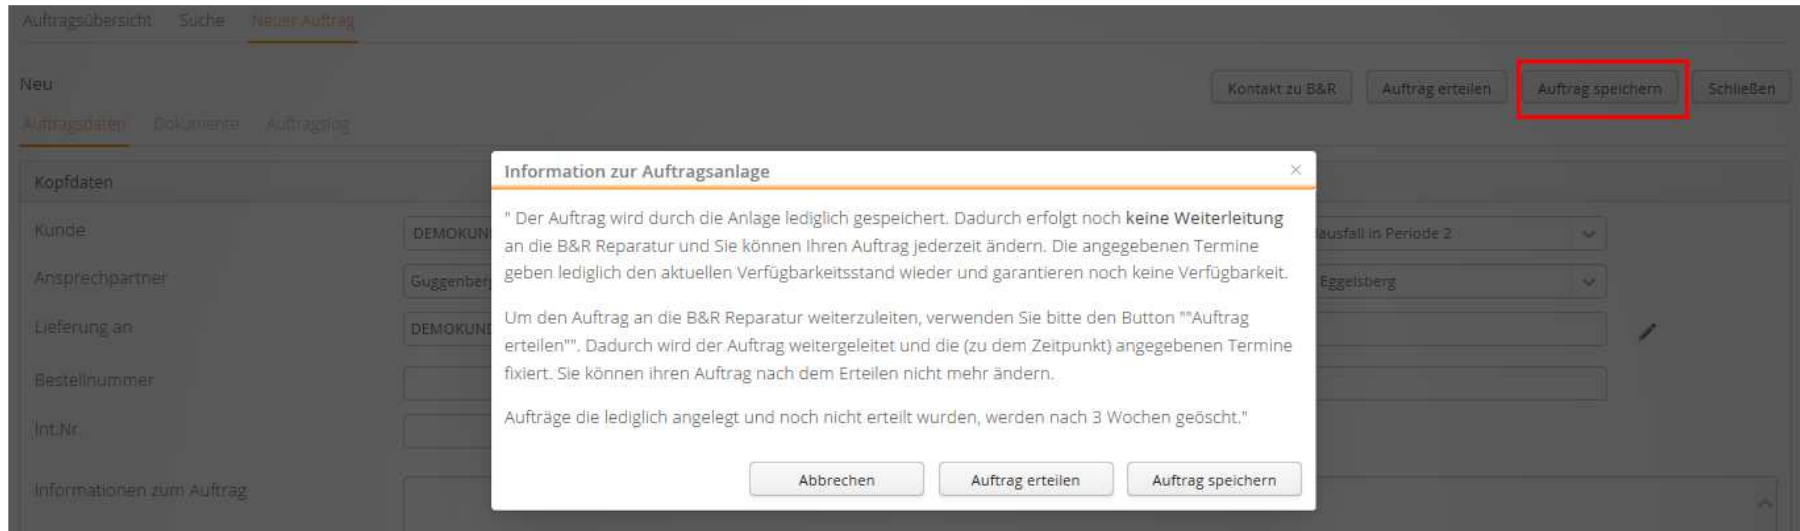 Auftragsübersicht Suche Neuer Auftrag
Neu
Kontakt zu B&R Auftrag erteilen Auftrag speichern Schließen
Auftragsdaten Dokumente Auftragslog
Kopfdaten
Information zur Auftragsanlage
Kunde
DEMOKUN
ausfall in Periode 2
" Der Auftrag wird durch die Anlage lediglich gespeichert. Dadurch erfolgt noch keine Weiterleitung
an die B&R Reparatur und Sie können Ihren Auftrag jederzeit ändern. Die angegebenen Termine
geben lediglich den aktuellen Verfügbarkeitsstand wieder und garantieren noch keine Verfügbarkeit.
Ansprechpartner
Guggenber
Eggelsberg
Um den Auftrag an die B&R Reparatur weiterzuleiten, verwenden Sie bitte den Button ""Auftrag
erteilen"". Dadurch wird der Auftrag weitergeleitet und die (zu dem Zeitpunkt) angegebenen Termine
fixiert. Sie können ihren Auftrag nach dem Erteilen nicht mehr ändern.
Lieferung an
DEMOKUND
Bestellnummer
Aufträge die lediglich angelegt und noch nicht erteilt wurden, werden nach 3 Wochen geöscht."
Int.Nr.
Abbrechen Auftrag erteilen Auftrag speichern
Informationen zum Auftrag